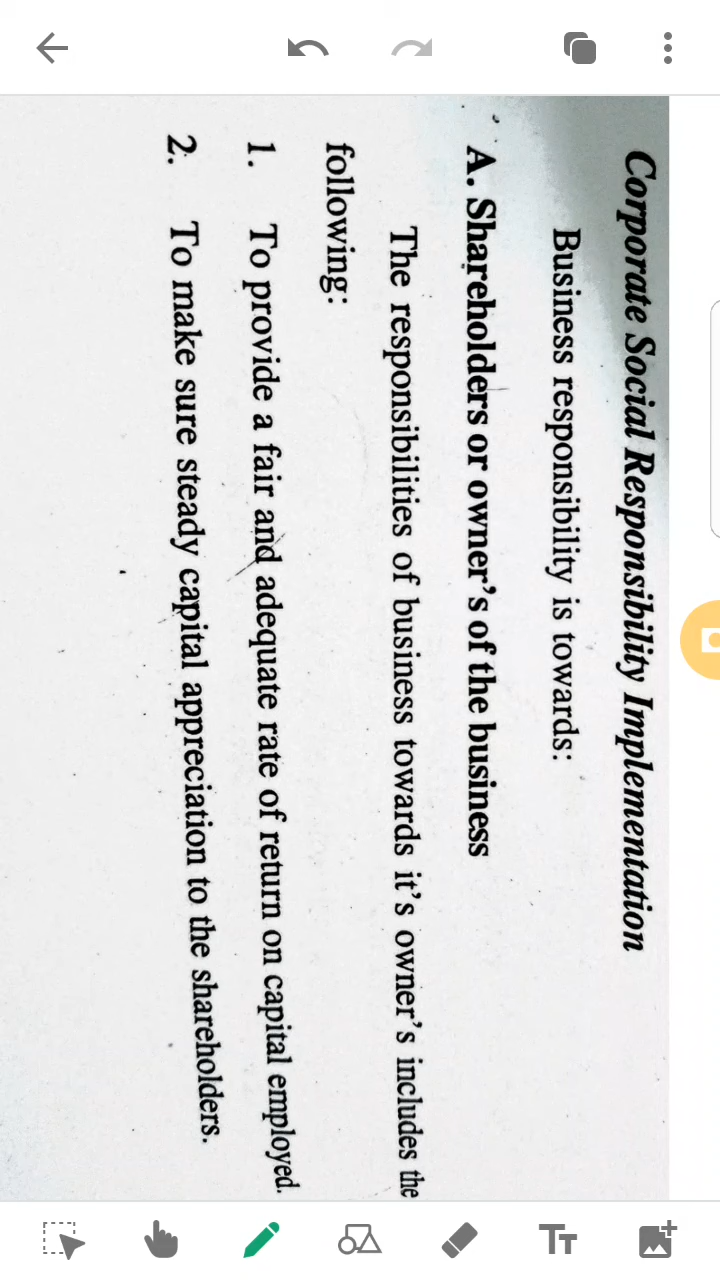 Corporate Social Responsibility Implementation
Business responsibility is towards:
A. Shareholders or owner's of the business
The responsibilities of business towards it's owner's includes the
following:
1. To provide a fair and adequate rate of return on capital employed.
2. To make sure steady capital appreciation to the shareholders.
TT